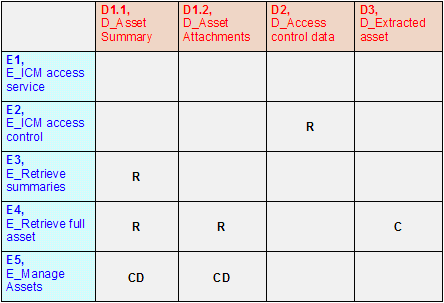 D1.1, D1.2, D2, D3,
D_Asset D_Asset D_Access D_Extracted
Summary Attachments control data asset
E1,
E_ICM access
service
E2,
E_ICM access
control R
E3,
E_Retrieve
summaries R
E4,
E_Retrieve full R R C
asset
E5,
E_Manage CD CD
Assets